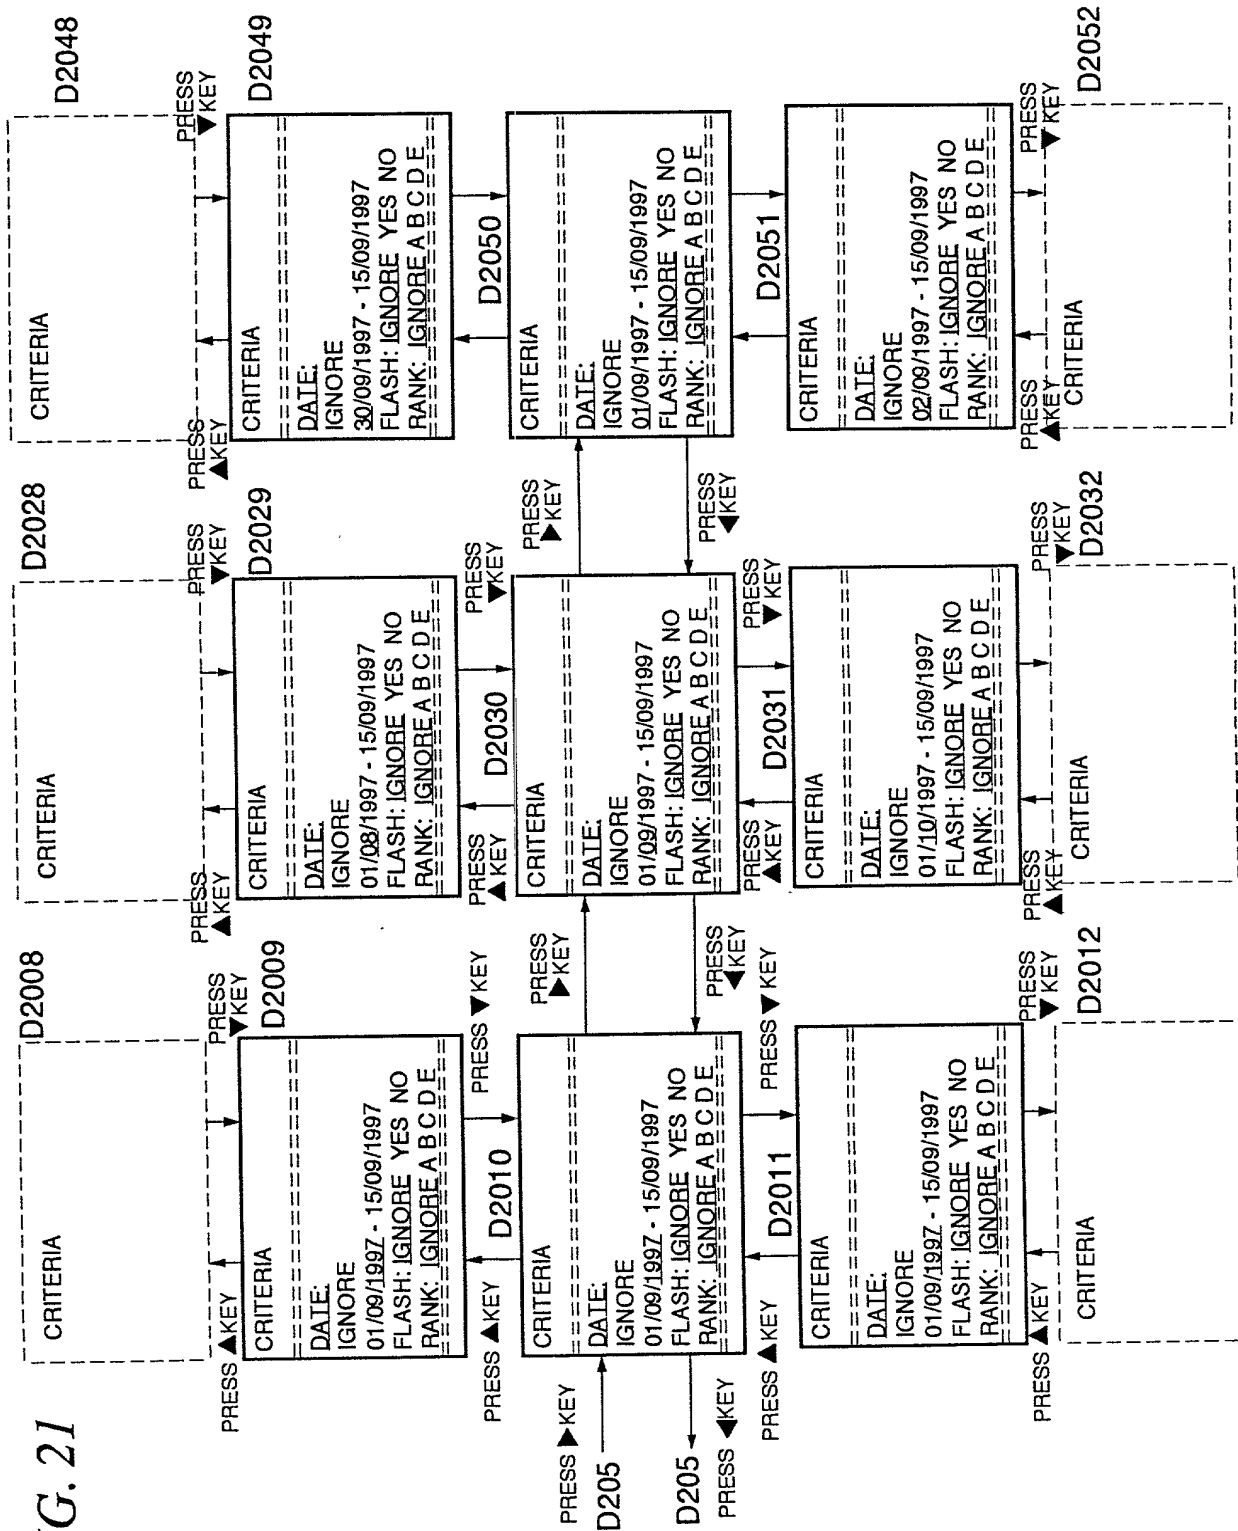 G. 21
D2008
CRITERIA
PRESS
▲KEY
PRESS
▼KEY
D2009
CRITERIA
DATE:
IGNORE
01/09/1997 - 15/09/1997
FLASH: IGNORE YES NO
RANK: IGNORE A B C D E
PRESS ▲KEY
D2010
PRESS ▼KEY
PRESS ▶KEY
D205
D205
PRESS ◀KEY
CRITERIA
DATE:
IGNORE
01/09/1997 - 15/09/1997
FLASH: IGNORE YES NO
RANK: IGNORE A B C D E
PRESS
▶KEY
PRESS
◀KEY
PRESS ▲KEY
D2011
PRESS ▼KEY
CRITERIA
DATE:
IGNORE
01/09/1997 - 15/09/1997
FLASH: IGNORE YES NO
RANK: IGNORE A B C D E
PRESS ▲KEY
PRESS
▼KEY
D2012
CRITERIA
D2028
CRITERIA
PRESS
▲KEY
PRESS
▼KEY
D2029
CRITERIA
DATE:
IGNORE
01/08/1997 - 15/09/1997
FLASH: IGNORE YES NO
RANK: IGNORE A B C D E
PRESS
▲KEY
D2030
PRESS
▼KEY
CRITERIA
DATE:
IGNORE
01/09/1997 - 15/09/1997
FLASH: IGNORE YES NO
RANK: IGNORE A B C D E
PRESS
▶KEY
PRESS
◀KEY
PRESS
▲KEY
D2031
PRESS
▼KEY
CRITERIA
DATE:
IGNORE
01/10/1997 - 15/09/1997
FLASH: IGNORE YES NO
RANK: IGNORE A B C D E
PRESS
▲KEY
PRESS
▼KEY
D2032
CRITERIA
D2048
CRITERIA
PRESS
▲KEY
PRESS
▼KEY
D2049
CRITERIA
DATE:
IGNORE
30/09/1997 - 15/09/1997
FLASH: IGNORE YES NO
RANK: IGNORE A B C D E
D2050
CRITERIA
DATE:
IGNORE
01/09/1997 - 15/09/1997
FLASH: IGNORE YES NO
RANK: IGNORE A B C D E
D2051
CRITERIA
DATE:
IGNORE
02/09/1997 - 15/09/1997
FLASH: IGNORE YES NO
RANK: IGNORE A B C D E
PRESS
▲KEY
PRESS
▼KEY
D2052
CRITERIA